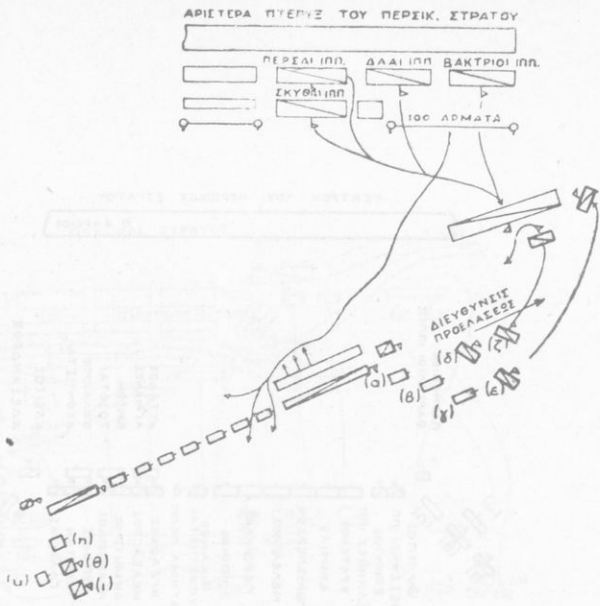 ΑΡΙΣΤΕΡΑ ΠΤΕΡΥΞ ΤΟΥ ΠΕΡΣΙΚ. ΣΤΡΑΤΟΥ
ΠΕΡΣΑΙ ΙΠΠ. ΔΑΑΙ ΙΠΠ ΒΑΚΤΡΙΟΙ ΙΠΠ.
ΣΚΥΘΑΙ ΙΠΠ
100 ΑΡΜΑΤΑ
ΔΙΕΥΘΥΝΣΙΣ
ΠΡΟΕΛΑΣΕΩΣ
(α)
(β)
(γ)
(δ)
(ε)
(ζ)
(η)
(θ)
(ι)
(κ)